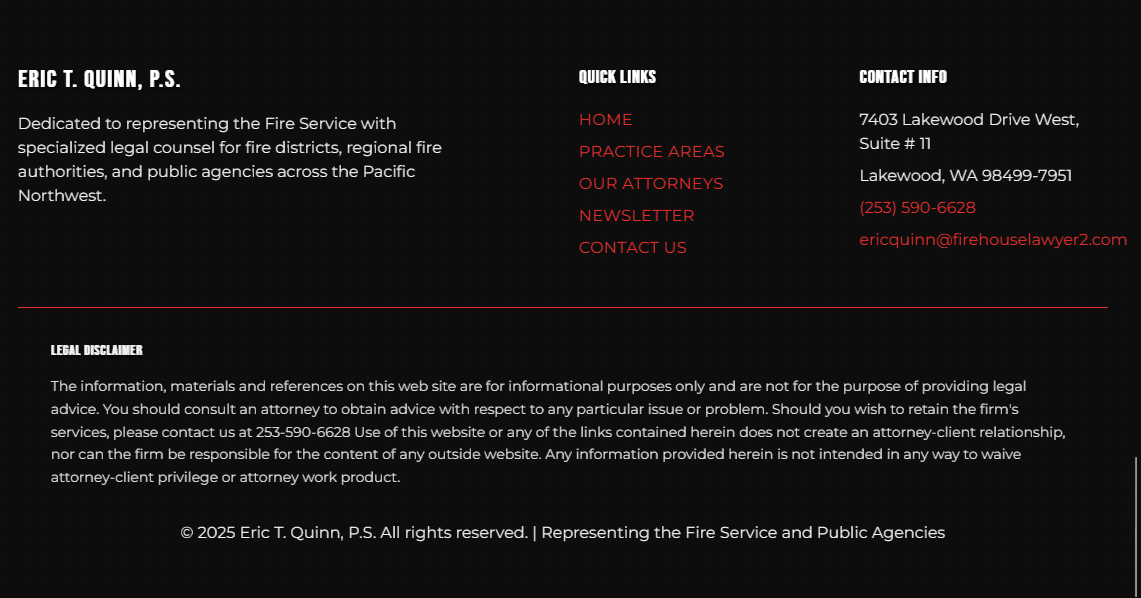 ERIC T. QUINN, P.S.
Dedicated to representing the Fire Service with
specialized legal counsel for fire districts, regional fire
authorities, and public agencies across the Pacific
Northwest.
QUICK LINKS
HOME
PRACTICE AREAS
OUR ATTORNEYS
NEWSLETTER
CONTACT US
CONTACT INFO
7403 Lakewood Drive West,
Suite # 11
Lakewood, WA 98499-7951
(253) 590-6628
ericquinn@firehouselawyer2.com
LEGAL DISCLAIMER
The information, materials and references on this web site are for informational purposes only and are not for the purpose of providing legal
advice. You should consult an attorney to obtain advice with respect to any particular issue or problem. Should you wish to retain the firm's
services, please contact us at 253-590-6628 Use of this website or any of the links contained herein does not create an attorney-client relationship,
nor can the firm be responsible for the content of any outside website. Any information provided herein is not intended in any way to waive
attorney-client privilege or attorney work product.
© 2025 Eric T. Quinn, P.S. All rights reserved. | Representing the Fire Service and Public Agencies